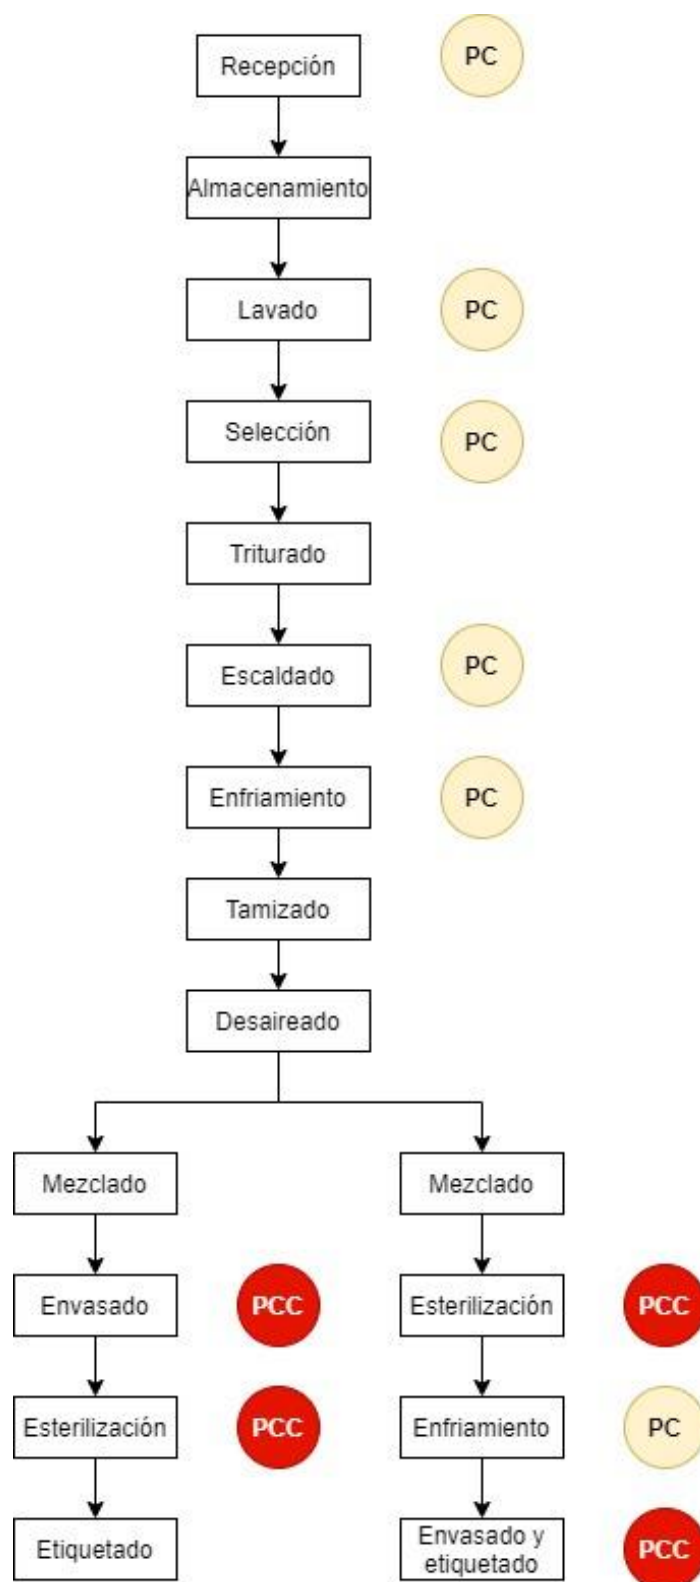 Recepción
PC
Almacenamiento
Lavado
PC
Selección
PC
Triturado
Escaldado
PC
Enfriamiento
PC
Tamizado
Desaireado
Mezclado
Mezclado
Envasado
PCC
Esterilización
PCC
Esterilización
PCC
Enfriamiento
PC
Etiquetado
Envasado y
etiquetado
PCC